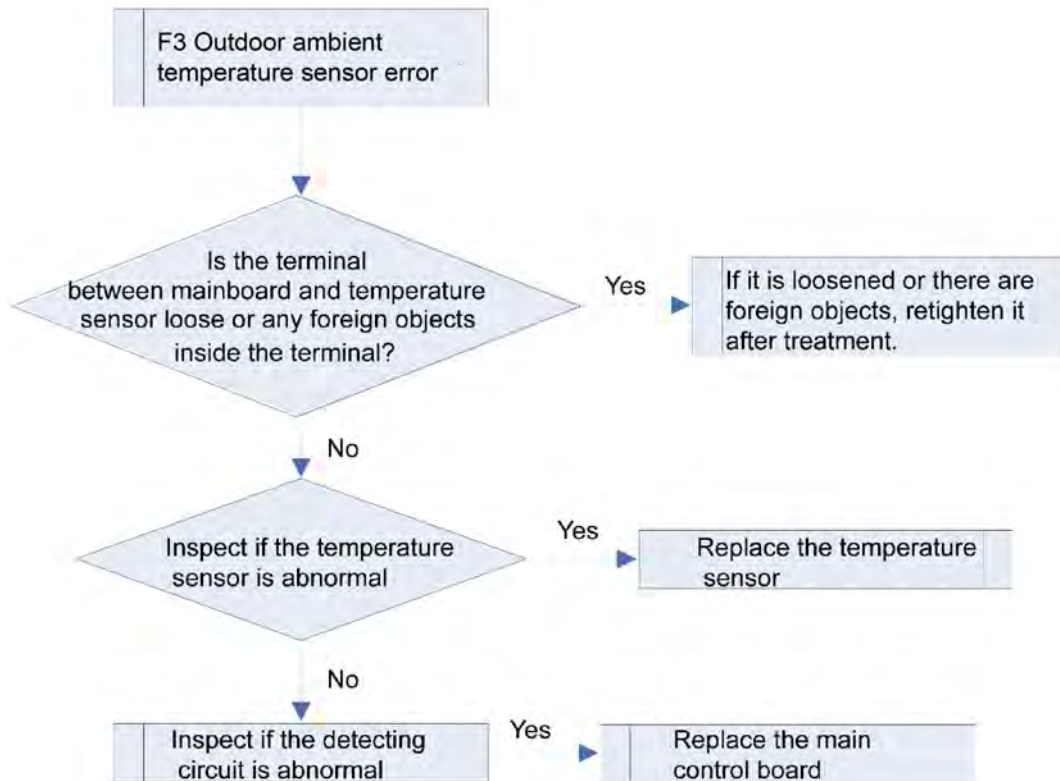 F3 Outdoor ambient
temperature sensor error
Is the terminal
between mainboard and temperature
sensor loose or any foreign objects
inside the terminal?
Yes
If it is loosened or there are
foreign objects, retighten it
after treatment.
No
Inspect if the temperature
sensor is abnormal
Yes
Replace the temperature
sensor
No
Inspect if the detecting
circuit is abnormal
Yes
Replace the main
control board